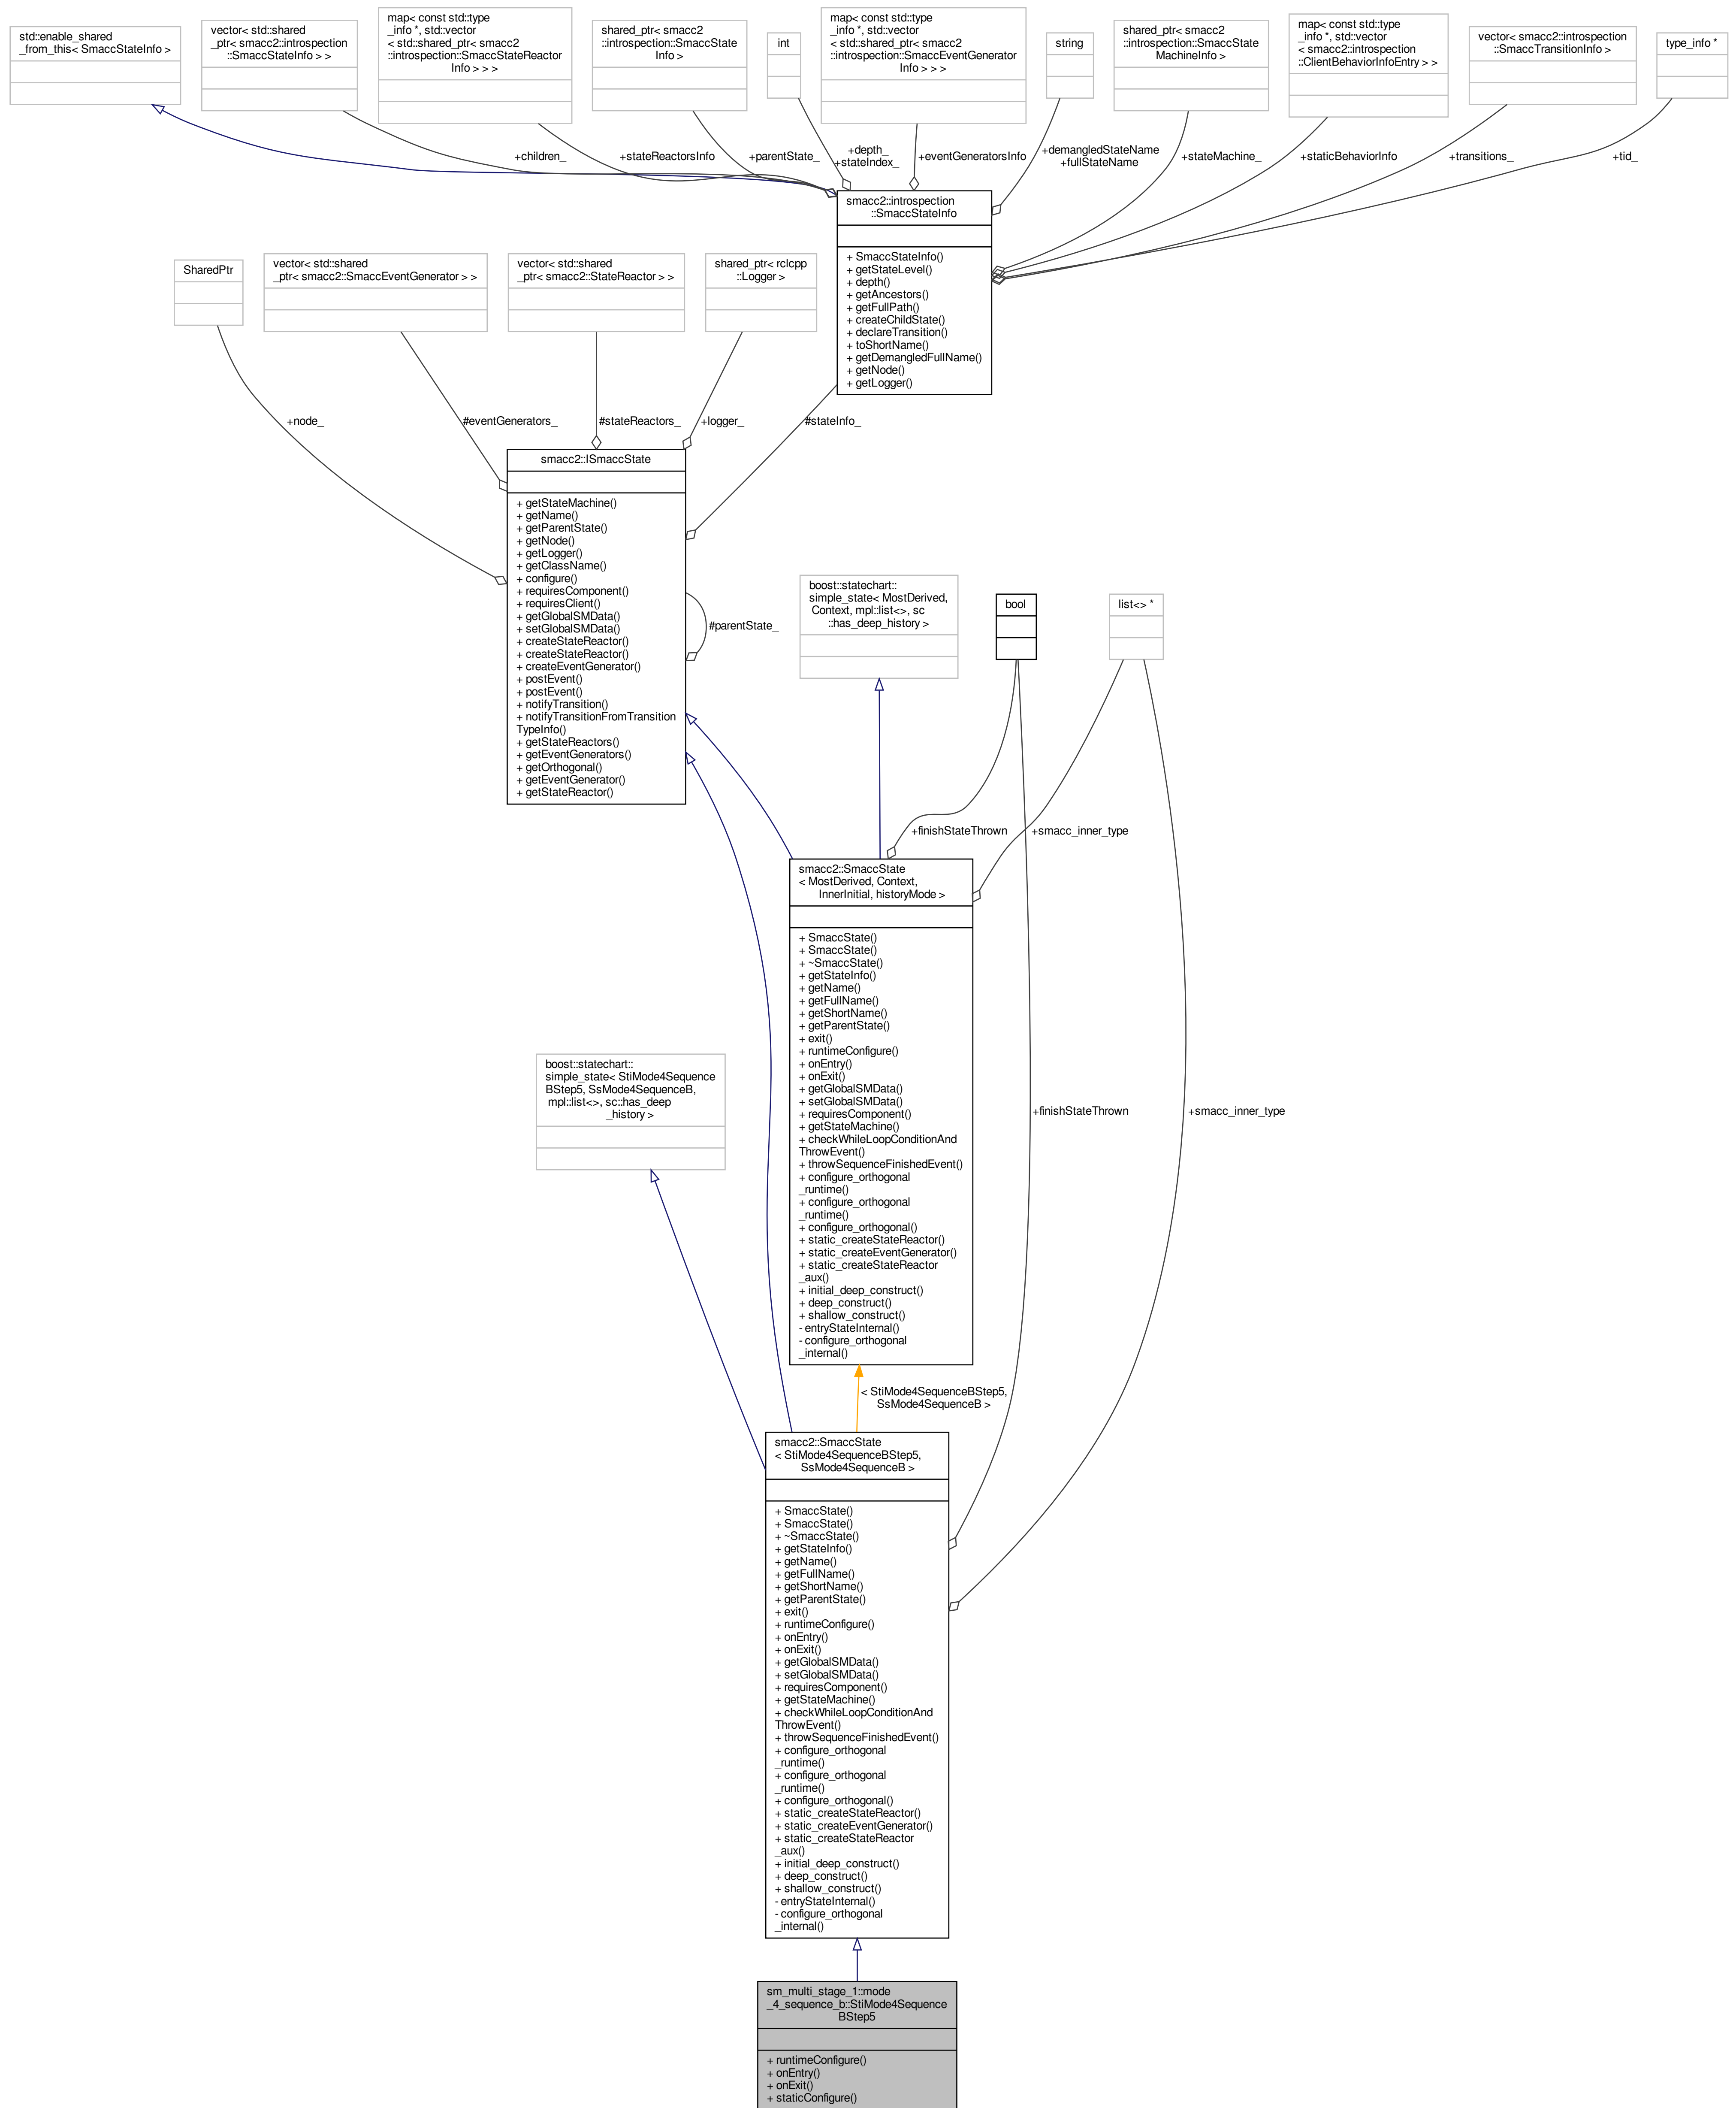 std::enable_shared
_from_this< SmaccStateInfo >
vector< std::shared
_ptr< smacc2::introspection
::SmaccStateInfo > >
map< const std::type
_info *, std::vector
< std::shared_ptr< smacc2
::introspection::SmaccStateReactor
Info > > >
shared_ptr< smacc2
::introspection::SmaccState
Info >
int
map< const std::type
_info *, std::vector
< std::shared_ptr< smacc2
::introspection::SmaccEventGenerator
Info > > >
string
shared_ptr< smacc2
::introspection::SmaccState
MachineInfo >
map< const std::type
_info *, std::vector
< smacc2::introspection
::ClientBehaviorInfoEntry > >
vector< smacc2::introspection
::SmaccTransitionInfo >
type_info *
+children_
+stateReactorsInfo
+parentState_
+depth_
+stateIndex_
+eventGeneratorsInfo
+demangledStateName
+fullStateName
+stateMachine_
+staticBehaviorInfo
+transitions_
+tid_
smacc2::introspection
::SmaccStateInfo
+ SmaccStateInfo()
+ getStateLevel()
+ depth()
+ getAncestors()
+ getFullPath()
+ createChildState()
+ declareTransition()
+ toShortName()
+ getDemangledFullName()
+ getNode()
+ getLogger()
SharedPtr
vector< std::shared
_ptr< smacc2::SmaccEventGenerator > >
vector< std::shared
_ptr< smacc2::StateReactor > >
shared_ptr< rclcpp
::Logger >
+node_
#eventGenerators_
#stateReactors_
+logger_
#stateInfo_
smacc2::ISmaccState
+ getStateMachine()
+ getName()
+ getParentState()
+ getNode()
+ getLogger()
+ getClassName()
+ configure()
+ requiresComponent()
+ requiresClient()
+ getGlobalSMData()
+ setGlobalSMData()
+ createStateReactor()
+ createStateReactor()
+ createEventGenerator()
+ postEvent()
+ postEvent()
+ notifyTransition()
+ notifyTransitionFromTransition
TypeInfo()
+ getStateReactors()
+ getEventGenerators()
+ getOrthogonal()
+ getEventGenerator()
+ getStateReactor()
#parentState_
boost::statechart::
simple_state< MostDerived,
Context, mpl::list<>, sc
::has_deep_history >
bool
list<> *
+finishStateThrown
+smacc_inner_type
smacc2::SmaccState
< MostDerived, Context,
InnerInitial, historyMode >
+ SmaccState()
+ SmaccState()
+ ~SmaccState()
+ getStateInfo()
+ getName()
+ getFullName()
+ getShortName()
+ getParentState()
+ exit()
+ runtimeConfigure()
+ onEntry()
+ onExit()
+ getGlobalSMData()
+ setGlobalSMData()
+ requiresComponent()
+ getStateMachine()
+ checkWhileLoopConditionAnd
ThrowEvent()
+ throwSequenceFinishedEvent()
+ configure_orthogonal
_runtime()
+ configure_orthogonal
_runtime()
+ configure_orthogonal()
+ static_createStateReactor()
+ static_createEventGenerator()
+ static_createStateReactor
_aux()
+ initial_deep_construct()
+ deep_construct()
+ shallow_construct()
- entryStateInternal()
- configure_orthogonal
_internal()
boost::statechart::
simple_state< StiMode4Sequence
BStep5, SsMode4SequenceB,
mpl::list<>, sc::has_deep
_history >
+finishStateThrown
+smacc_inner_type
< StiMode4SequenceBStep5,
SsMode4SequenceB >
smacc2::SmaccState
< StiMode4SequenceBStep5,
SsMode4SequenceB >
+ SmaccState()
+ SmaccState()
+ ~SmaccState()
+ getStateInfo()
+ getName()
+ getFullName()
+ getShortName()
+ getParentState()
+ exit()
+ runtimeConfigure()
+ onEntry()
+ onExit()
+ getGlobalSMData()
+ setGlobalSMData()
+ requiresComponent()
+ getStateMachine()
+ checkWhileLoopConditionAnd
ThrowEvent()
+ throwSequenceFinishedEvent()
+ configure_orthogonal
_runtime()
+ configure_orthogonal
_runtime()
+ configure_orthogonal()
+ static_createStateReactor()
+ static_createEventGenerator()
+ static_createStateReactor
_aux()
+ initial_deep_construct()
+ deep_construct()
+ shallow_construct()
- entryStateInternal()
- configure_orthogonal
_internal()
sm_multi_stage_1::mode
_4_sequence_b::StiMode4Sequence
BStep5
+ runtimeConfigure()
+ onEntry()
+ onExit()
+ staticConfigure()